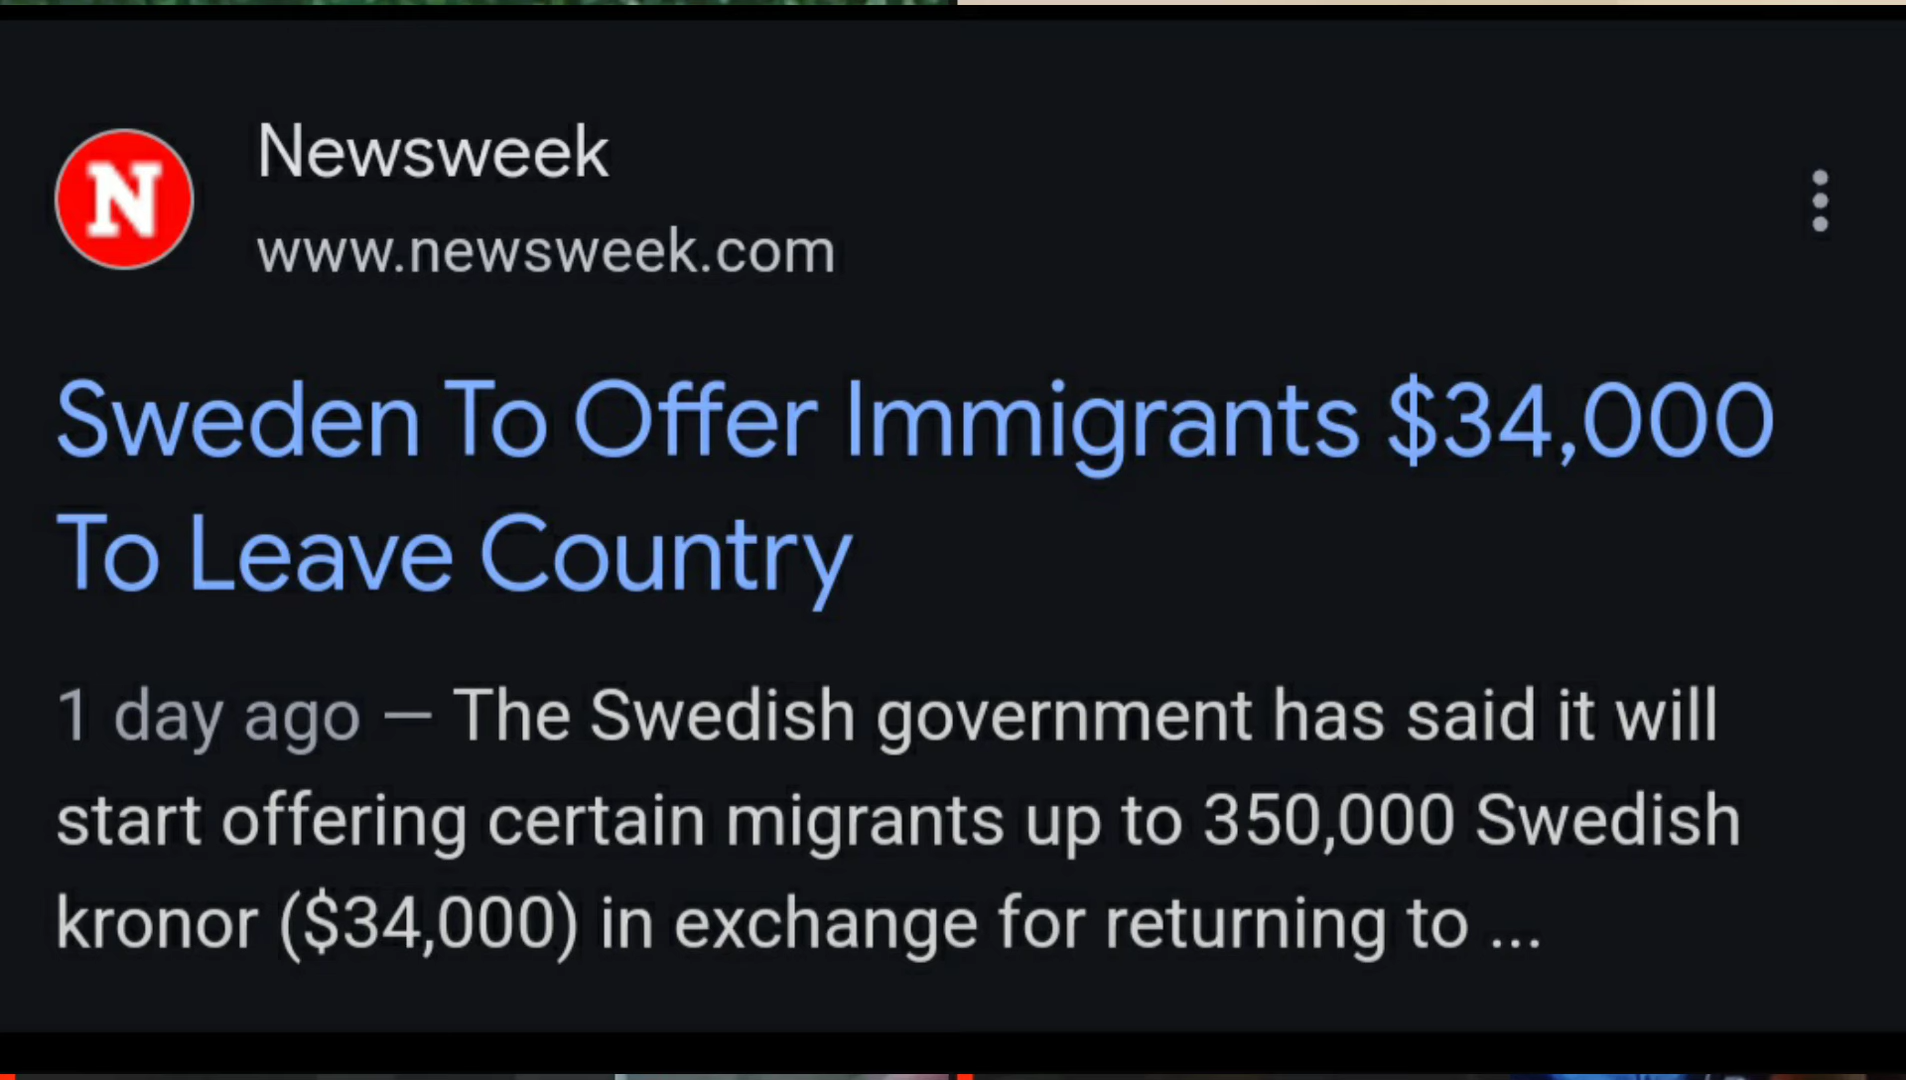 N
Newsweek
www.newsweek.com
Sweden To Offer Immigrants $34,000
To Leave Country
1 day ago — The Swedish government has said it will
start offering certain migrants up to 350,000 Swedish
kronor ($34,000) in exchange for returning to ...